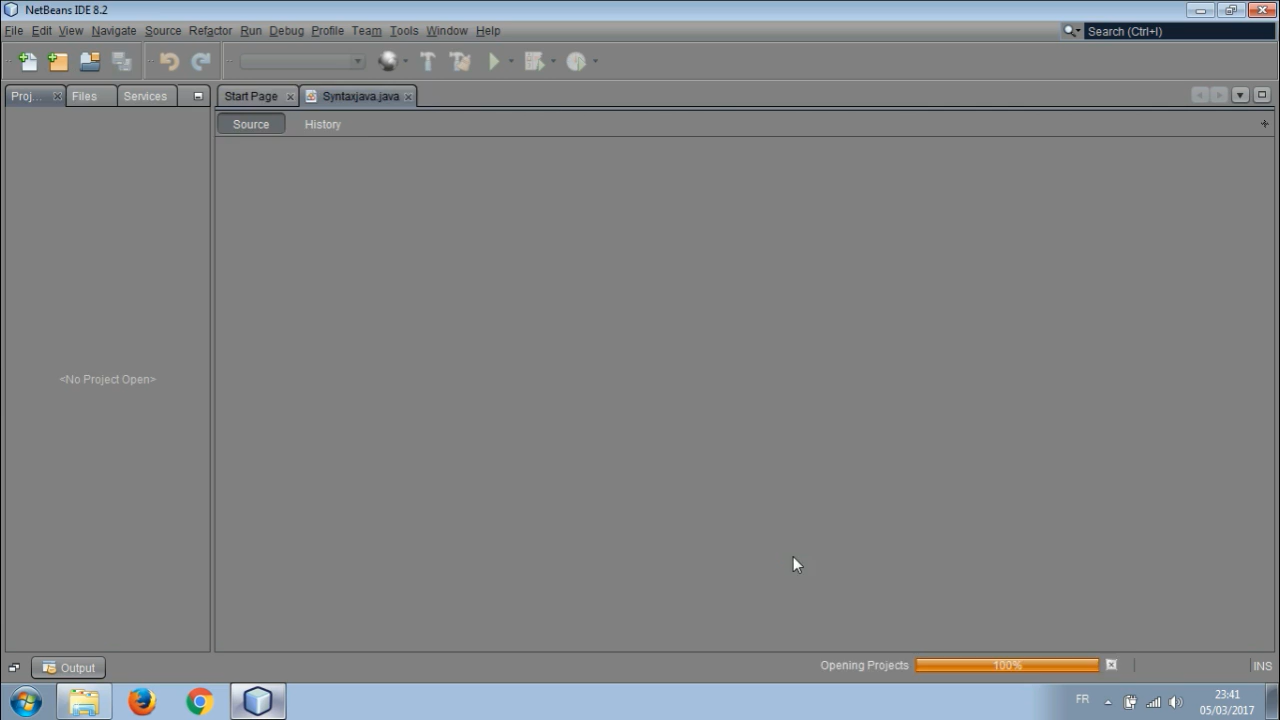 NetBeans IDE 8.2
File Edit View Navigate Source Refactor Run Debug Profile Team Tools Window Help
Search (Ctrl+I)
Proj... Files Services
Start Page Syntaxjava.java
Source History
<No Project Open>
Output
Opening Projects 100%
INS
FR
23:41
05/03/2017